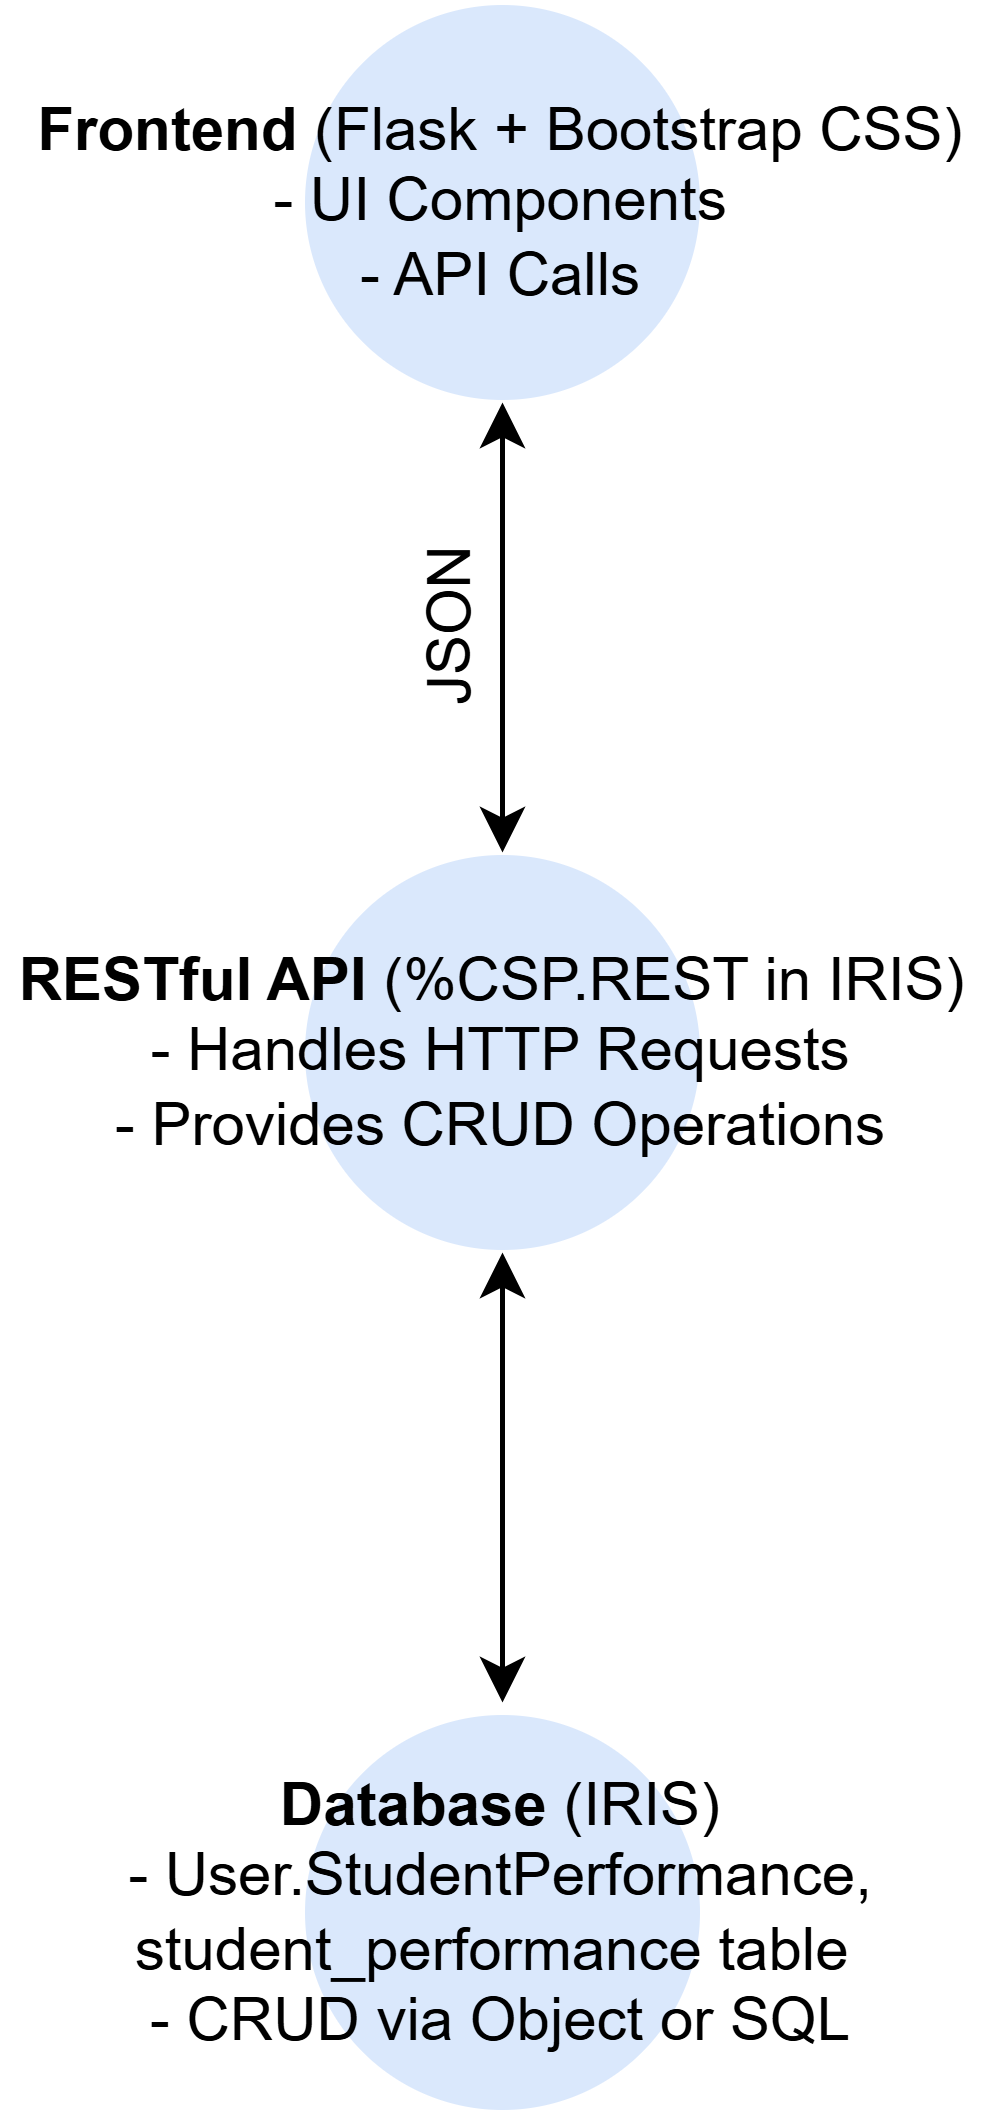 Frontend (Flask + Bootstrap CSS)
- UI Components
- API Calls
JSON
RESTful API (%CSP.REST in IRIS)
- Handles HTTP Requests
- Provides CRUD Operations
Database (IRIS)
- User.StudentPerformance,
student_performance table
- CRUD via Object or SQL